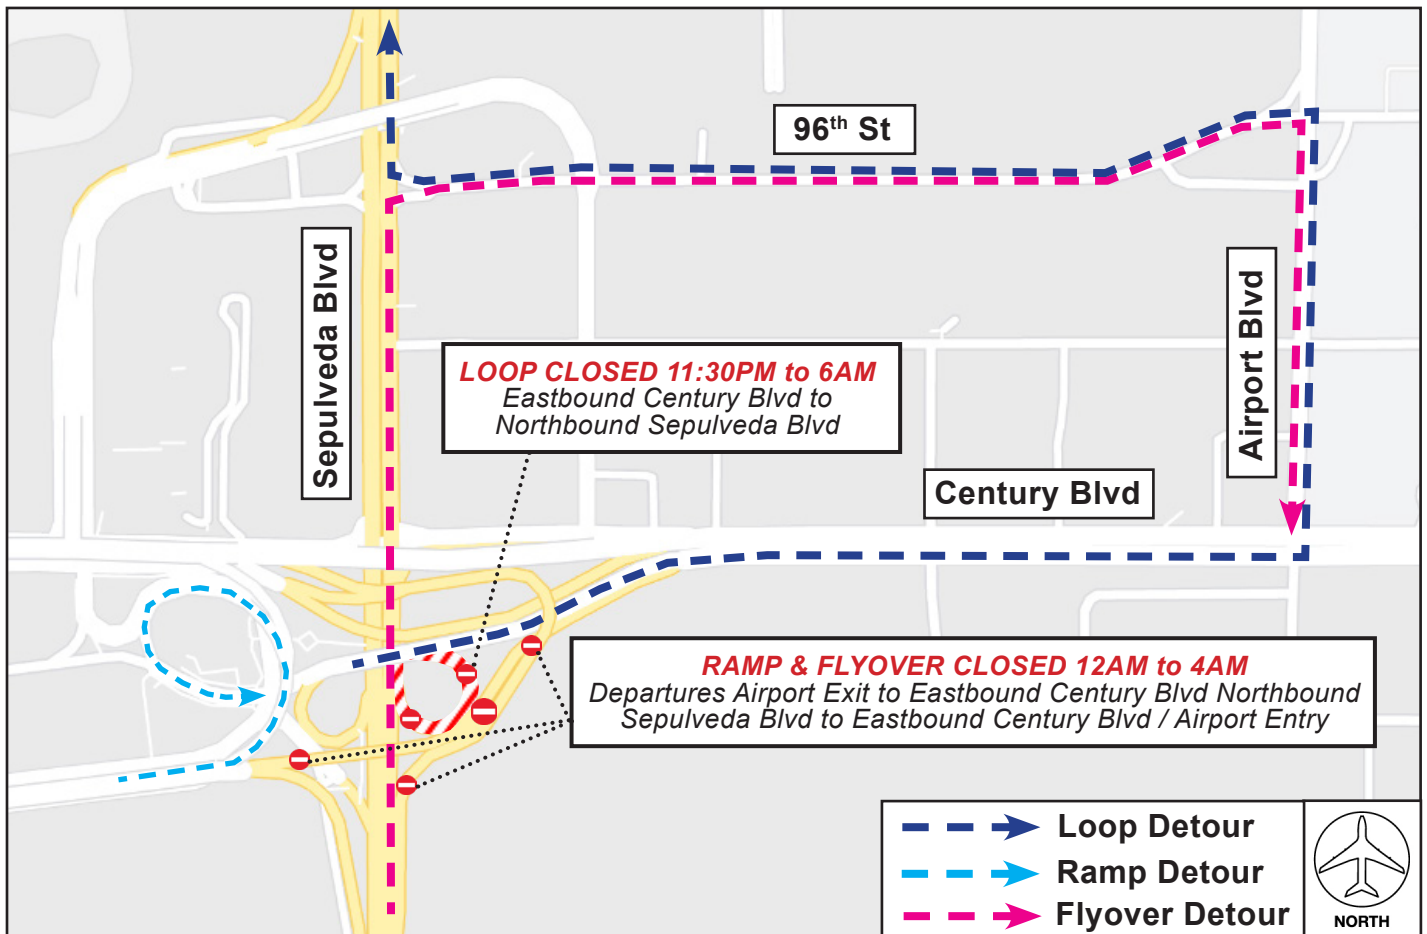 96th St
Sepulveda Blvd
Airport Blvd
LOOP CLOSED 11:30PM to 6AM
Eastbound Century Blvd to
Northbound Sepulveda Blvd
Century Blvd
RAMP & FLYOVER CLOSED 12AM to 4AM
Departures Airport Exit to Eastbound Century Blvd Northbound
Sepulveda Blvd to Eastbound Century Blvd / Airport Entry
Loop Detour
Ramp Detour
Flyover Detour
NORTH